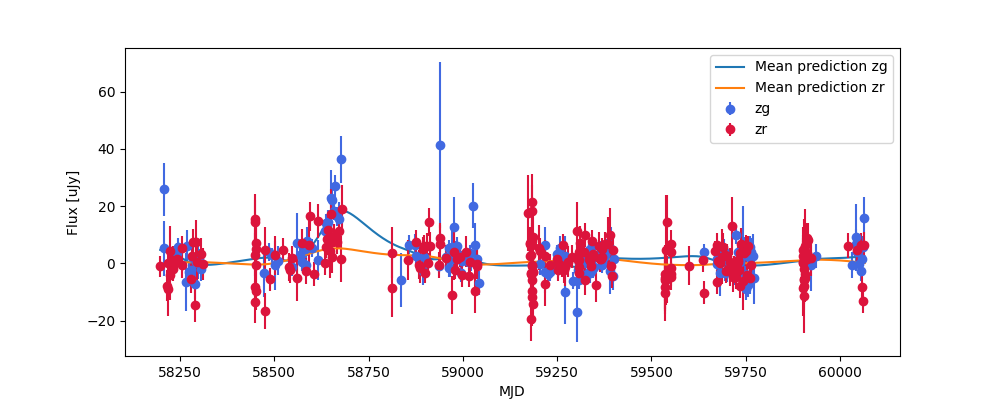 Mean prediction zg
Mean prediction zr
zg
zr
Flux [uJy]
60
40
20
0
−20
58250 58500 58750 59000 59250 59500 59750 60000
MJD